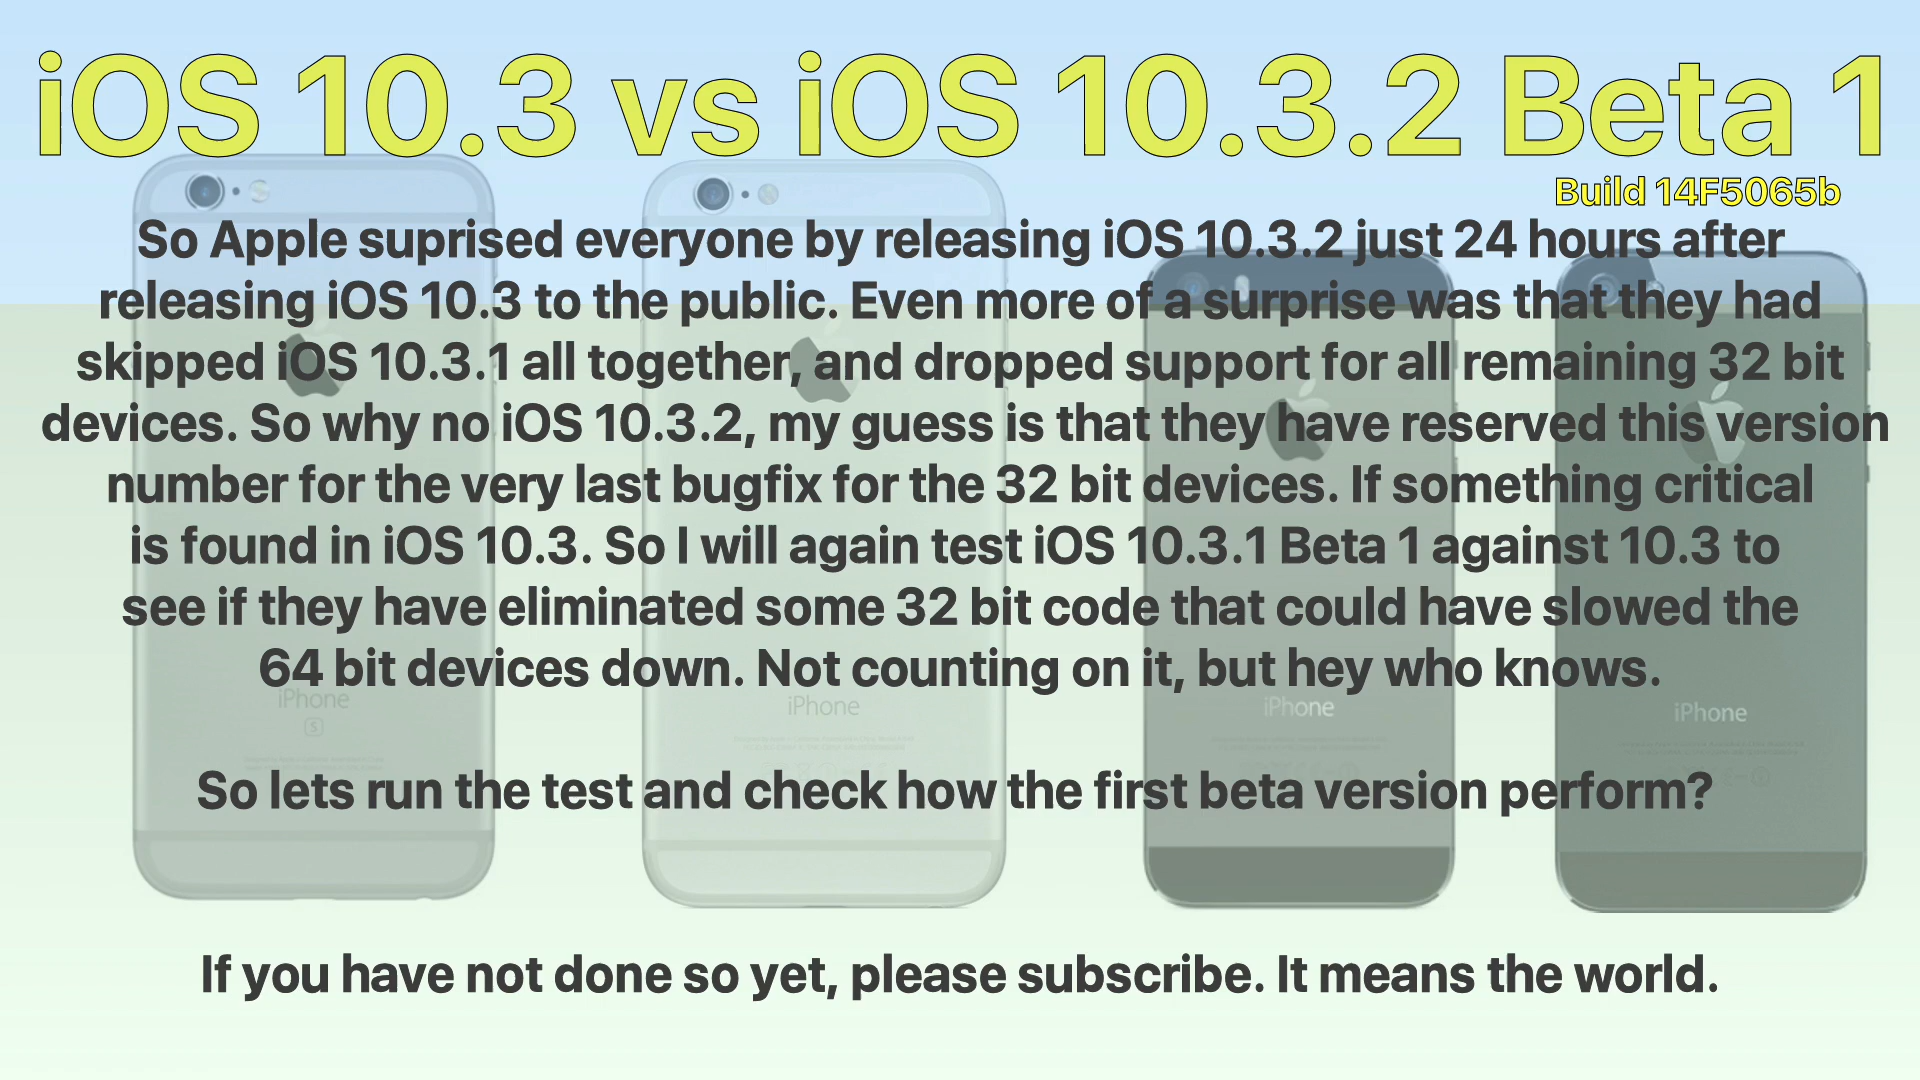 iOS 10.3 vs iOS 10.3.2 Beta 1
Build 14F5065b
So Apple suprised everyone by releasing iOS 10.3.2 just 24 hours after
releasing iOS 10.3 to the public. Even more of a surprise was that they had
skipped iOS 10.3.1 all together, and dropped support for all remaining 32 bit
devices. So why no iOS 10.3.2, my guess is that they have reserved this version
number for the very last bugfix for the 32 bit devices. If something critical
is found in iOS 10.3. So I will again test iOS 10.3.1 Beta 1 against 10.3 to
see if they have eliminated some 32 bit code that could have slowed the
64 bit devices down. Not counting on it, but hey who knows.
iPhone
S
iPhone
iPhone
iPhone
So lets run the test and check how the first beta version perform?
If you have not done so yet, please subscribe. It means the world.